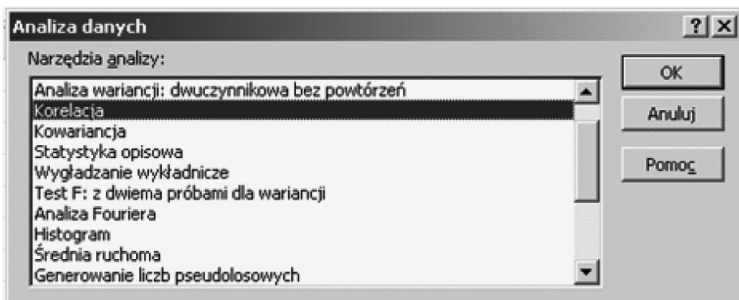 Analiza danych
Narzędzia analizy:
Analiza wariancji: dwuczynnikowa bez powtórzeń
Korelacja
Kowariancja
Statystyka opisowa
Wygładzanie wykładnicze
Test F: z dwiema próbami dla wariancji
Analiza Fouriera
Histogram
Średnia ruchoma
Generowanie liczb pseudolosowych
OK
Anuluj
Pomoc